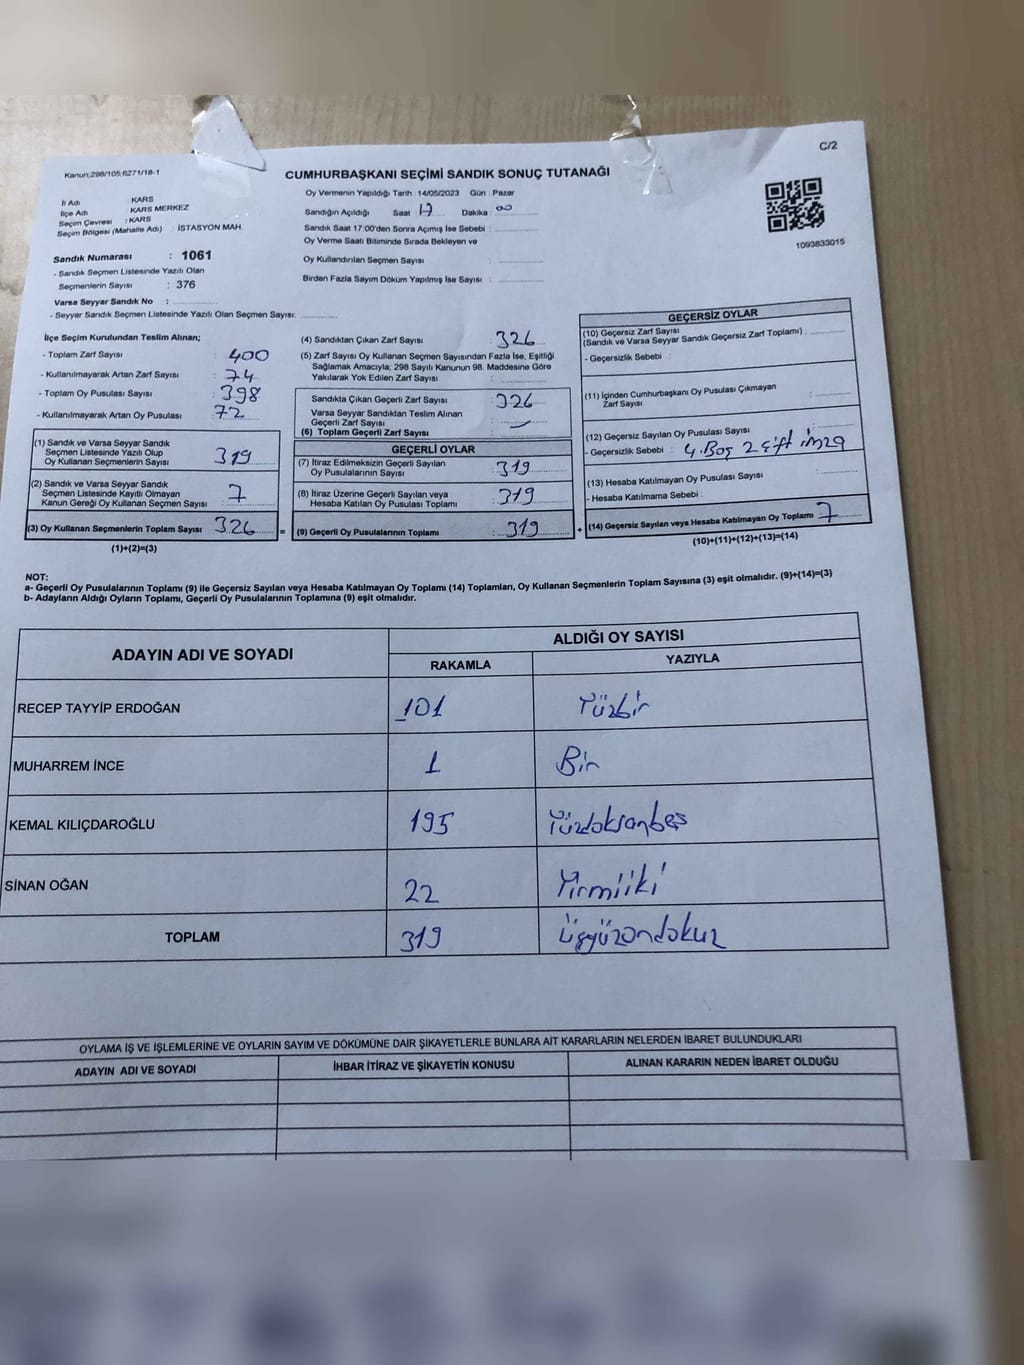 C/2
Kanun:298/105:6271/18-1
CUMHURBAŞKANI SEÇİMİ SANDIK SONUÇ TUTANAĞI
İl Adı : KARS
İlçe Adı KARS MERKEZ
Seçim Çevresi : KARS
Seçim Bölgesi (Mahalle Adı) : İSTASYON MAH.
Sandık Numarası : 1061
- Sandık Seçmen Listesinde Yazılı Olan
Seçmenlerin Sayısı : 376
Varsa Seyyar Sandık No :
- Seyyar Sandık Seçmen Listesinde Yazılı Olan Seçmen Sayısı:
Oy Vermenin Yapıldığı Tarih :14/05/2023 Gün : Pazar
Sandığın Açıldığı Saat : 17 Dakika : 00
Sandık Saat 17:00'den Sonra Açımış İse Sebebi :
Oy Verme Saati Bitiminde Sırada Bekleyen ve
Oy Kullandırılan Seçmen Sayısı :
Birden Fazla Sayım Döküm Yapılmış İse Sayısı :
1093833015
İlçe Seçim Kurulundan Teslim Alınan;
- Toplam Zarf Sayısı : 400
- Kullanılmayarak Artan Zarf Sayısı : 74
- Toplam Oy Pusulası Sayısı : 398
- Kullanılmayarak Artan Oy Pusulası : 72
(1) Sandık ve Varsa Seyyar Sandık
Seçmen Listesinde Yazılı Olup
Oy Kullanan Seçmenlerin Sayısı : 319
(2) Sandık ve Varsa Seyyar Sandık
Seçmen Listesinde Kayıtlı Olmayan
Kanun Gereği Oy Kullanan Seçmen Sayısı : 7
(3) Oy Kullanan Seçmenlerin Toplam Sayısı 326 =
(1)+(2)=(3)
(4) Sandıktan Çıkan Zarf Sayısı : 326
(5) Zarf Sayısı Oy Kullanan Seçmen Sayısından Fazla İse, Eşitliği
Sağlamak Amacıyla; 298 Sayılı Kanunun 98. Maddesine Göre
Yakılarak Yok Edilen Zarf Sayısı :
Sandıkta Çıkan Geçerli Zarf Sayısı : 326
Varsa Seyyar Sandıktan Teslim Alınan
Geçerli Zarf Sayısı :
(6) Toplam Geçerli Zarf Sayısı :
GEÇERLİ OYLAR
(7) İtiraz Edilmeksizin Geçerli Sayılan
Oy Pusulalarının Sayısı : 319
(8) İtiraz Üzerine Geçerli Sayılan veya
Hesaba Katılan Oy Pusulası Toplamı : 319
(9) Geçerli Oy Pusulalarının Toplamı : 319 +
GEÇERSİZ OYLAR
(10) Geçersiz Zarf Sayısı
(Sandık ve Varsa Seyyar Sandık Geçersiz Zarf Toplamı) :
- Geçersizlik Sebebi :
(11) İçinden Cumhurbaşkanı Oy Pusulası Çıkmayan
Zarf Sayısı :
(12) Geçersiz Sayılan Oy Pusulası Sayısı :
- Geçersizlik Sebebi : 4 Boş 2 çift imza
(13) Hesaba Katılmayan Oy Pusulası Sayısı :
- Hesaba Katılmama Sebebi :
(14) Geçersiz Sayılan veya Hesaba Katılmayan Oy Toplamı : 7
(10)+(11)+(12)+(13)=(14)
NOT:
a- Geçerli Oy Pusulalarının Toplamı (9) ile Geçersiz Sayılan veya Hesaba Katılmayan Oy Toplamı (14) Toplamları, Oy Kullanan Seçmenlerin Toplam Sayısına (3) eşit olmalıdır. (9)+(14)=(3)
b- Adayların Aldığı Oyların Toplamı, Geçerli Oy Pusulalarının Toplamına (9) eşit olmalıdır.
ADAYIN ADI VE SOYADI
ALDIĞI OY SAYISI
RAKAMLA YAZIYLA
RECEP TAYYİP ERDOĞAN 101 Yüzbir
MUHARREM İNCE 1 Bir
KEMAL KILIÇDAROĞLU 195 Yüzdoksanbeş
SİNAN OĞAN 22 Yirmiiki
TOPLAM 319 Üçyüzondokuz
OYLAMA İŞ VE İŞLEMLERİNE VE OYLARIN SAYIM VE DÖKÜMÜNE DAİR ŞİKAYETLERLE BUNLARA AİT KARARLARIN NELERDEN İBARET BULUNDUKLARI
ADAYIN ADI VE SOYADI İHBAR İTİRAZ VE ŞİKAYETİN KONUSU ALINAN KARARIN NEDEN İBARET OLDUĞU